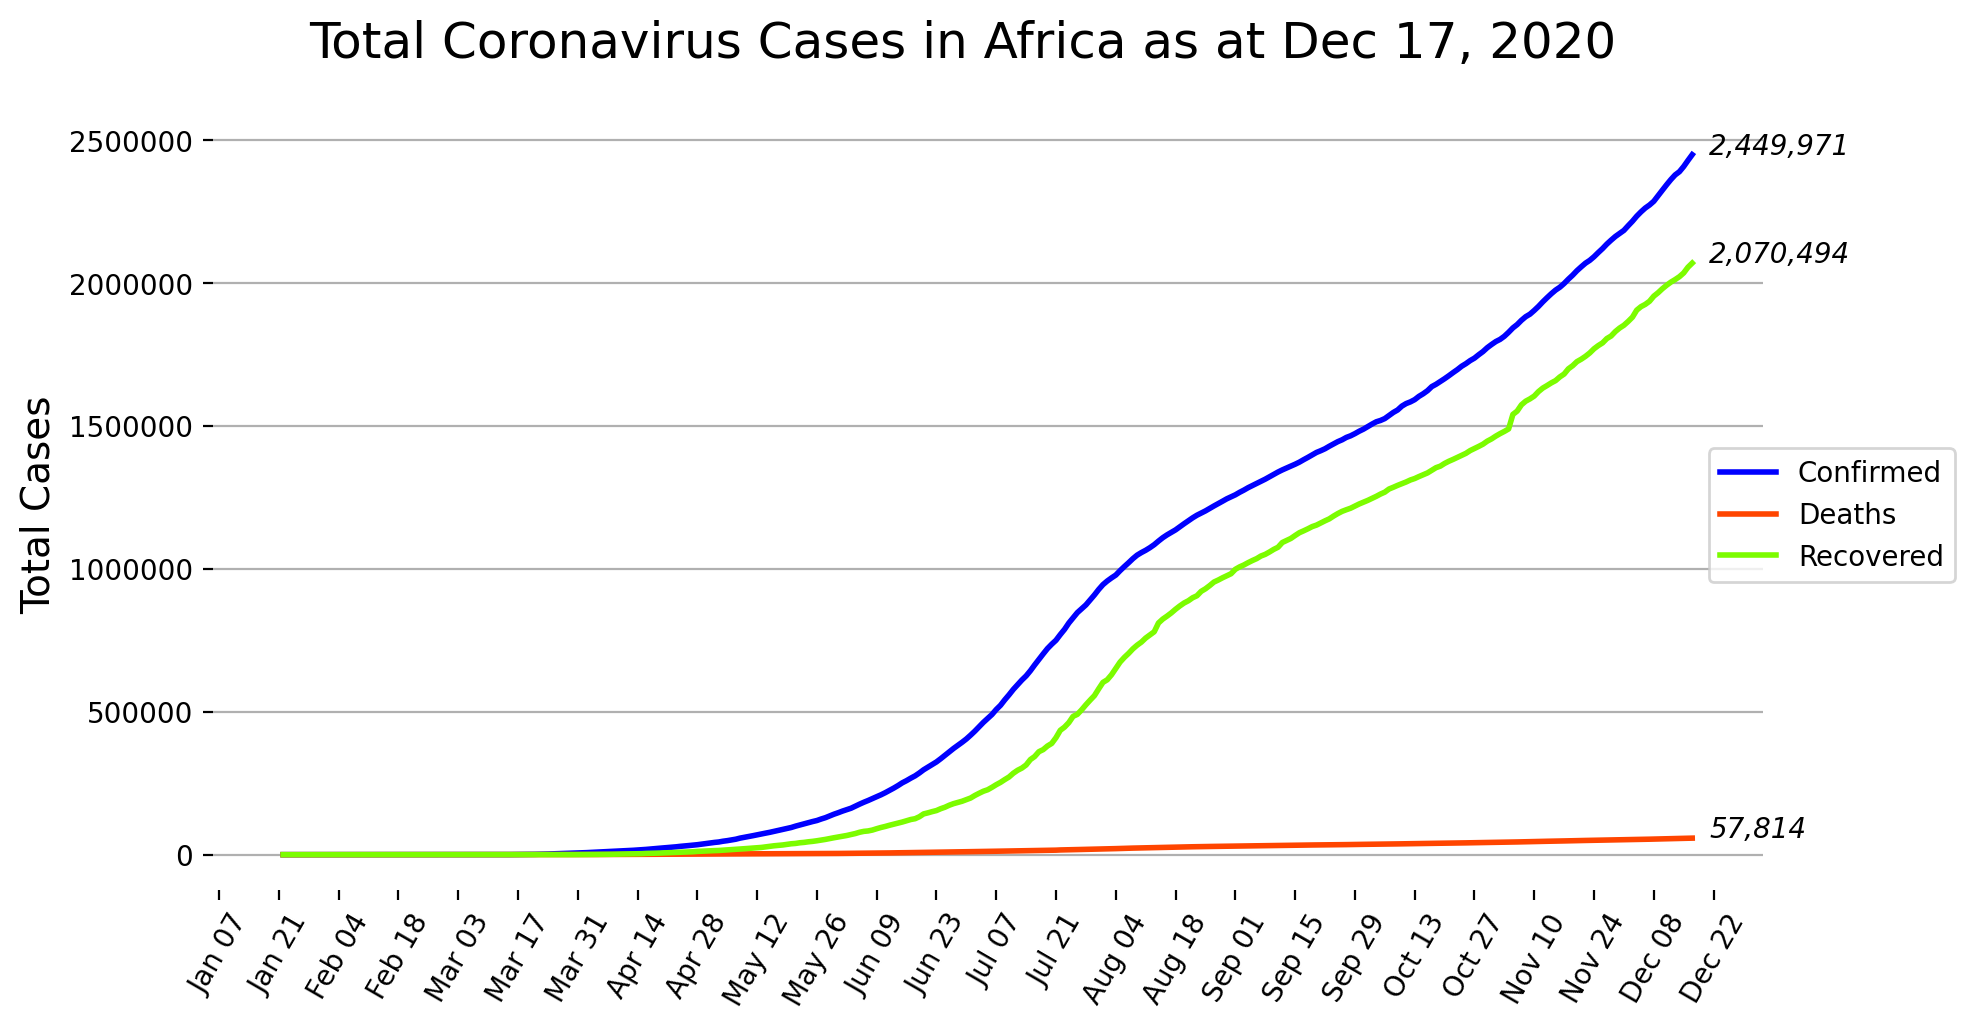 Total Coronavirus Cases in Africa as at Dec 17, 2020
Total Cases
2500000
2000000
1500000
1000000
500000
0
2,449,971
2,070,494
57,814
Confirmed
Deaths
Recovered
Jan 07
Jan 21
Feb 04
Feb 18
Mar 03
Mar 17
Mar 31
Apr 14
Apr 28
May 12
May 26
Jun 09
Jun 23
Jul 07
Jul 21
Aug 04
Aug 18
Sep 01
Sep 15
Sep 29
Oct 13
Oct 27
Nov 10
Nov 24
Dec 08
Dec 22